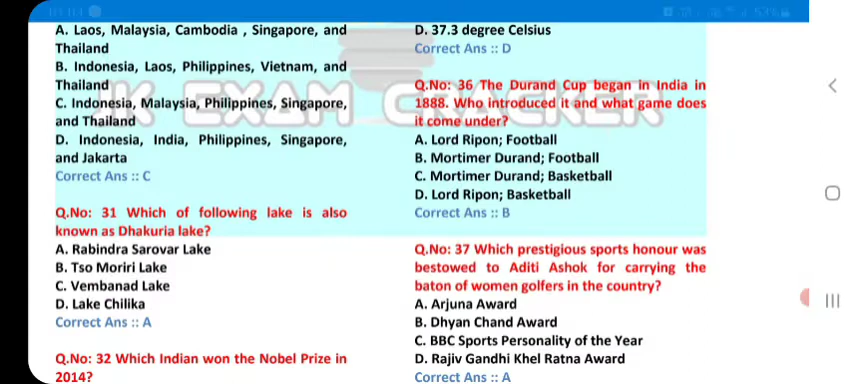 A. Laos, Malaysia, Cambodia , Singapore, and
Thailand
B. Indonesia, Laos, Philippines, Vietnam, and
Thailand
C. Indonesia, Malaysia, Philippines, Singapore,
and Thailand
D. Indonesia, India, Philippines, Singapore,
and Jakarta
Correct Ans :: C
Q.No: 31 Which of following lake is also
known as Dhakuria lake?
A. Rabindra Sarovar Lake
B. Tso Moriri Lake
C. Vembanad Lake
D. Lake Chilika
Correct Ans :: A
Q.No: 32 Which Indian won the Nobel Prize in
2014?
D. 37.3 degree Celsius
Correct Ans :: D
Q.No: 36 The Durand Cup began in India in
1888. Who introduced it and what game does
it come under?
A. Lord Ripon; Football
B. Mortimer Durand; Football
C. Mortimer Durand; Basketball
D. Lord Ripon; Basketball
Correct Ans :: B
Q.No: 37 Which prestigious sports honour was
bestowed to Aditi Ashok for carrying the
baton of women golfers in the country?
A. Arjuna Award
B. Dhyan Chand Award
C. BBC Sports Personality of the Year
D. Rajiv Gandhi Khel Ratna Award
Correct Ans :: A
EXAM CRACKER